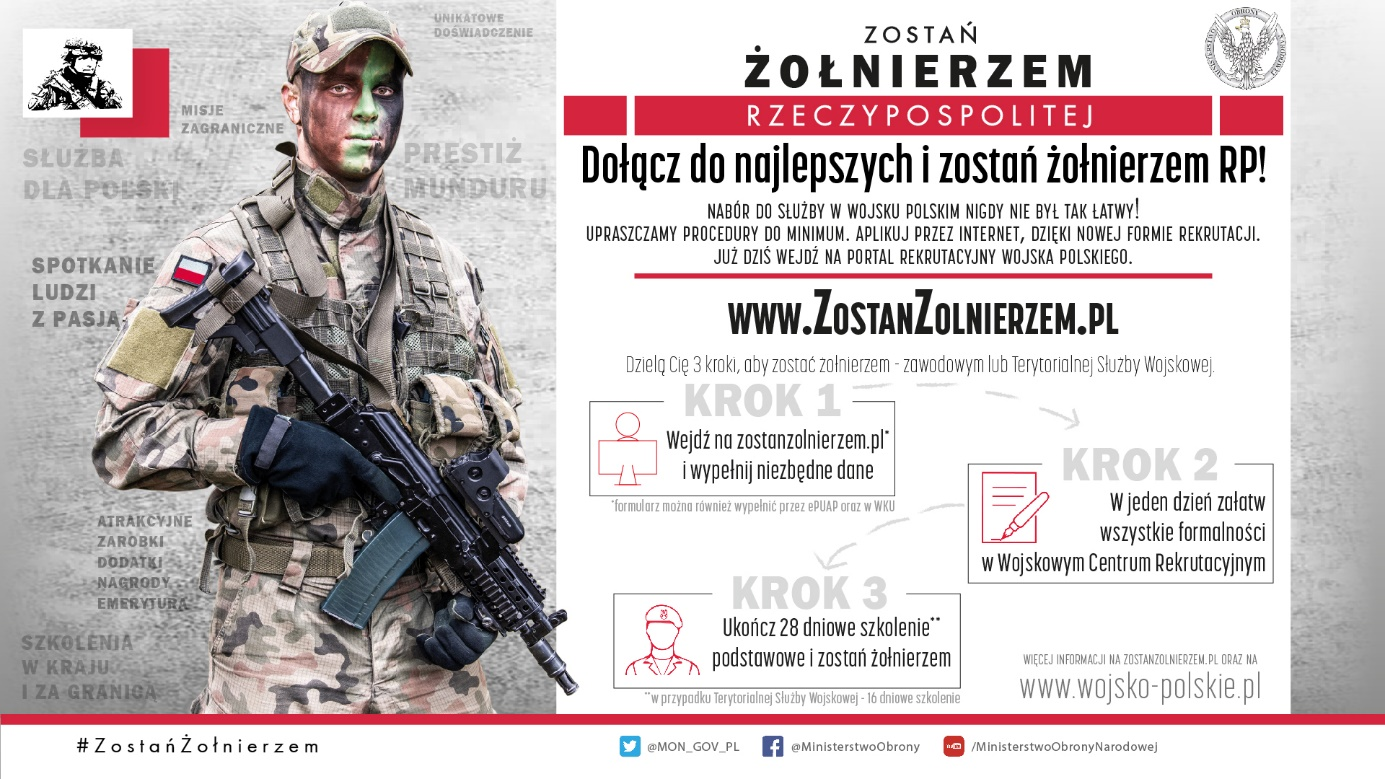 UNIKATOWE
DOŚWIADCZENIE
MISJE
ZAGRANICZNE
SŁUŻBA
DLA POLSKI
PRESTIŻ
MUNDURU
SPOTKANIE
LUDZI
Z PASJĄ
ATRAKCYJNE
ZAROBKI
DODATKI
NAGRODY
EMERYTURA
SZKOLENIA
W KRAJU
I ZA GRANICĄ
ZOSTAŃ
ŻOŁNIERZEM
RZECZYPOSPOLITEJ
MINISTERSTWO OBRONY NARODOWEJ
Dołącz do najlepszych i zostań żołnierzem RP!
NABÓR DO SŁUŻBY W WOJSKU POLSKIM NIGDY NIE BYŁ TAK ŁATWY!
UPRASZCZAMY PROCEDURY DO MINIMUM. APLIKUJ PRZEZ INTERNET, DZIĘKI NOWEJ FORMIE REKRUTACJI.
JUŻ DZIŚ WEJDŹ NA PORTAL REKRUTACYJNY WOJSKA POLSKIEGO.
WWW.ZOSTANZOLNIERZEM.PL
Dzielą Cię 3 kroki, aby zostać żołnierzem - zawodowym lub Terytorialnej Służby Wojskowej.
KROK 1
Wejdź na zostanzolnierzem.pl*
i wypełnij niezbędne dane
*formularz można również wypełnić przez ePUAP oraz w WKU
KROK 2
W jeden dzień załatw
wszystkie formalności
w Wojskowym Centrum Rekrutacyjnym
KROK 3
Ukończ 28 dniowe szkolenie**
podstawowe i zostań żołnierzem
**w przypadku Terytorialnej Służby Wojskowej - 16 dniowe szkolenie
WIĘCEJ INFORMACJI NA ZOSTANZOLNIERZEM.PL ORAZ NA
www.wojsko-polskie.pl
#ZostańŻołnierzem
@MON_GOV_PL
@MinisterstwoObrony
/MinisterstwoObronyNarodowej